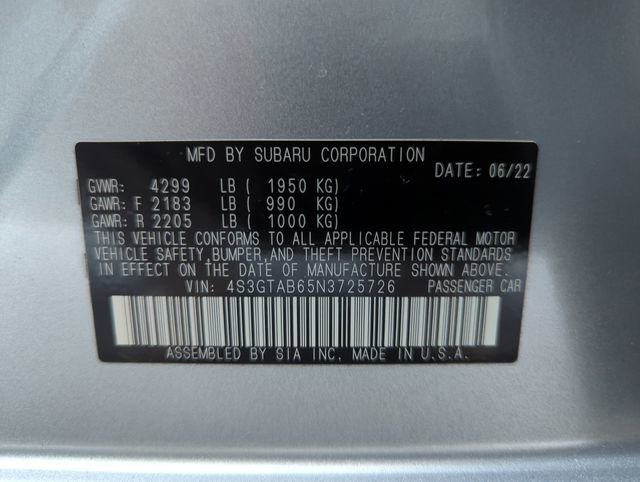 MFD BY SUBARU CORPORATION
DATE: 06/22
GVWR: 4299 LB ( 1950 KG)
GAWR: F 2183 LB ( 990 KG)
GAWR: R 2205 LB ( 1000 KG)
THIS VEHICLE CONFORMS TO ALL APPLICABLE FEDERAL MOTOR
VEHICLE SAFETY,BUMPER,AND THEFT PREVENTION STANDARDS
IN EFFECT ON THE DATE OF MANUFACTURE SHOWN ABOVE.
VIN: 4S3GTAB65N3725726 PASSENGER CAR
ASSEMBLED BY SIA INC. MADE IN U.S.A.